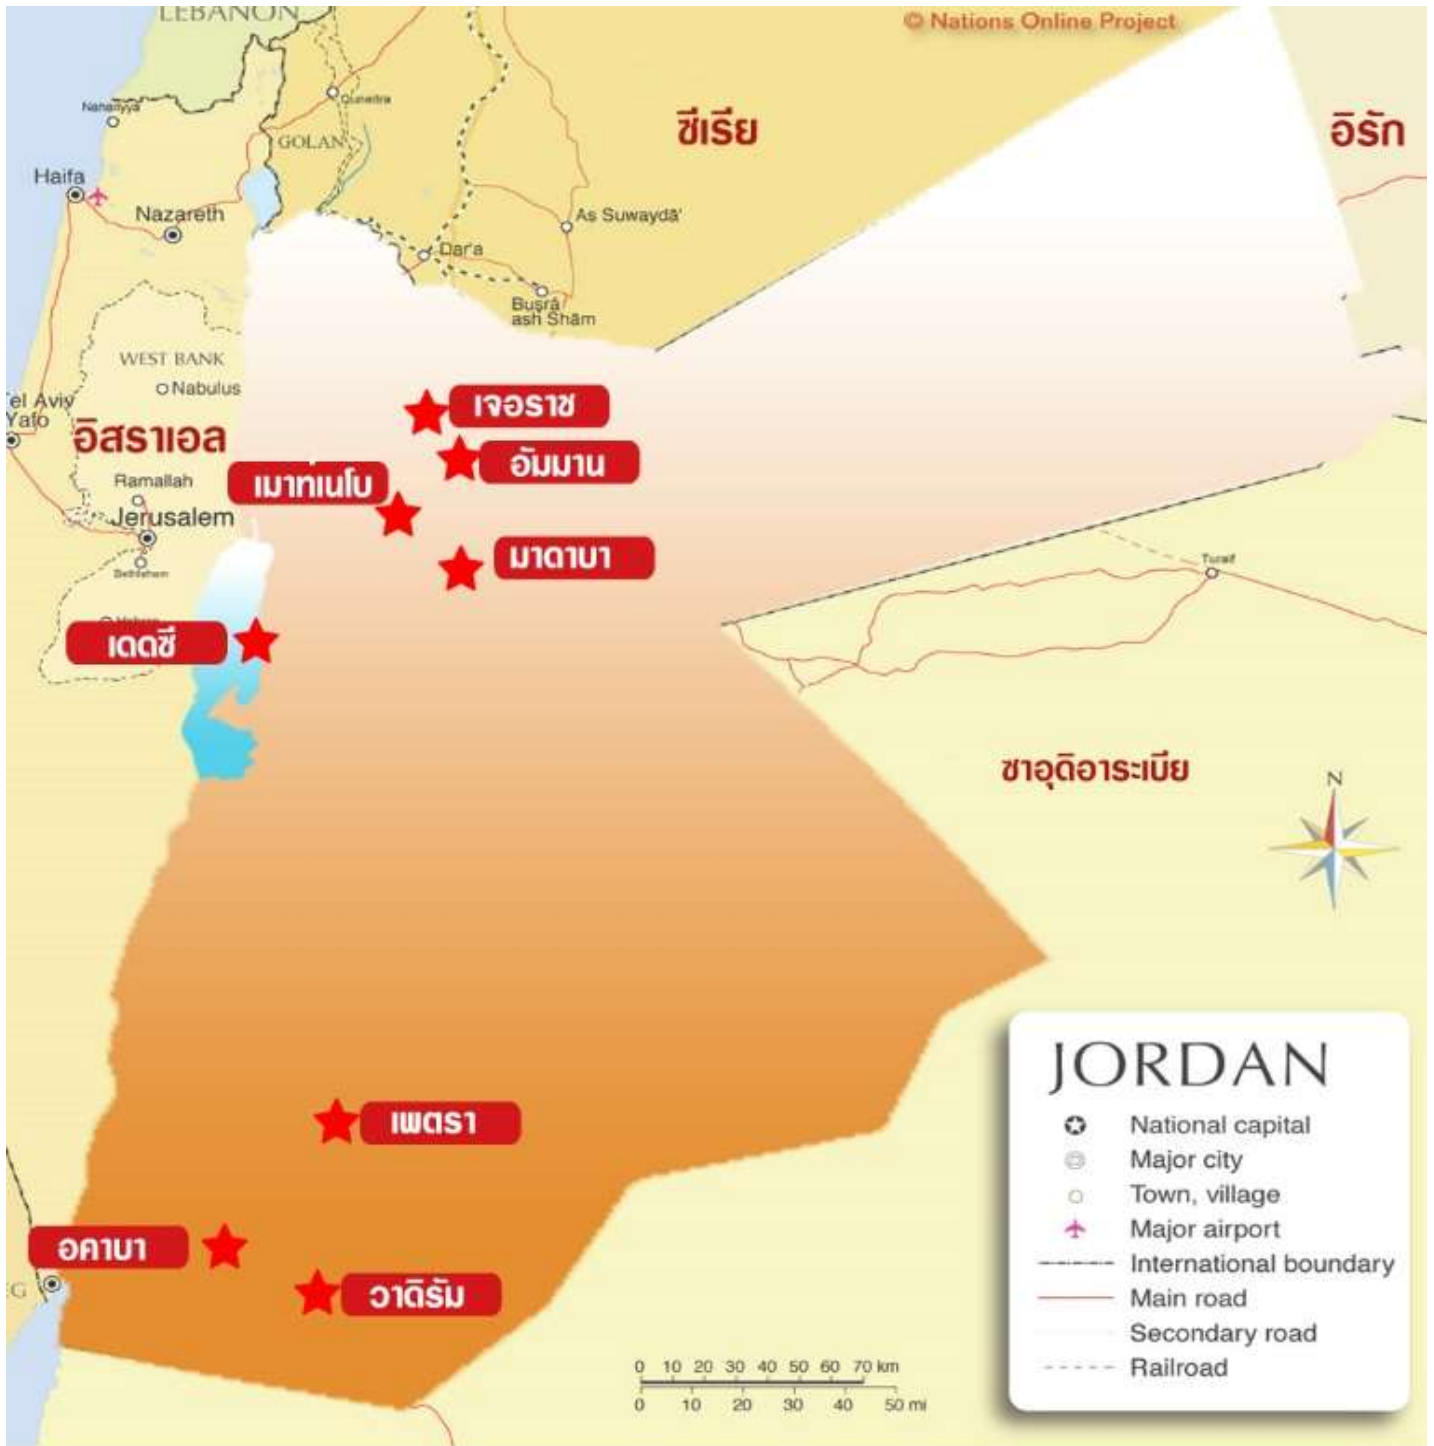 LEBANON
© Nations Online Project
Nahariyya
Quneitra
ซีเรีย
อิรัก
GOLAN
Haifa
Nazareth
As Suwaydā'
Dar'a
Buşrá
ash Shām
WEST BANK
Nabulus
el Aviv
Yafo
เจอราช
อิสราเอล
อัมมาน
Ramallah
เมาท์เนโบ
Jerusalem
มาดาบา
Turaif
Bethlehem
เดดซี
ซาอุดิอาระเบีย
N
JORDAN
เพตรา
National capital
Major city
Town, village
Major airport
อคาบา
International boundary
G
วาดิรัม
Main road
Secondary road
0 10 20 30 40 50 60 70 km
Railroad
0 10 20 30 40 50 mi